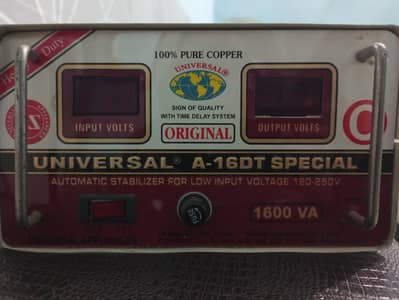 100% PURE COPPER
Heavy Duty
UNIVERSAL®
SIGN OF QUALITY
WITH TIME DELAY SYSTEM
ORIGINAL
INPUT VOLTS
OUTPUT VOLTS
UNIVERSAL® A-16DT SPECIAL
AUTOMATIC STABILIZER FOR LOW INPUT VOLTAGE 120-250V
1600 VA